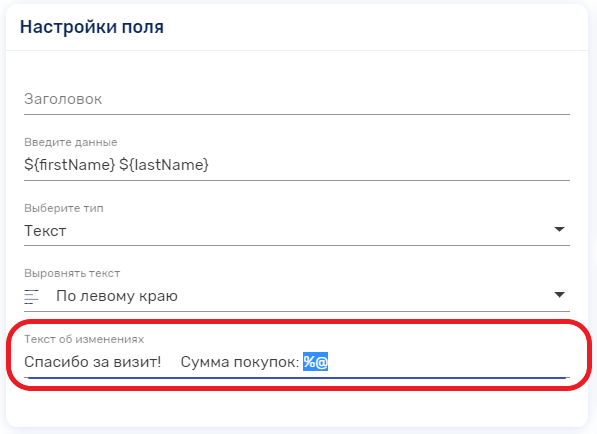 Настройки поля
Заголовок
Введите данные
${firstName} ${lastName}
Выберите тип
Текст
Выровнять текст
По левому краю
Текст об изменениях
Спасибо за визит! Сумма покупок: %@